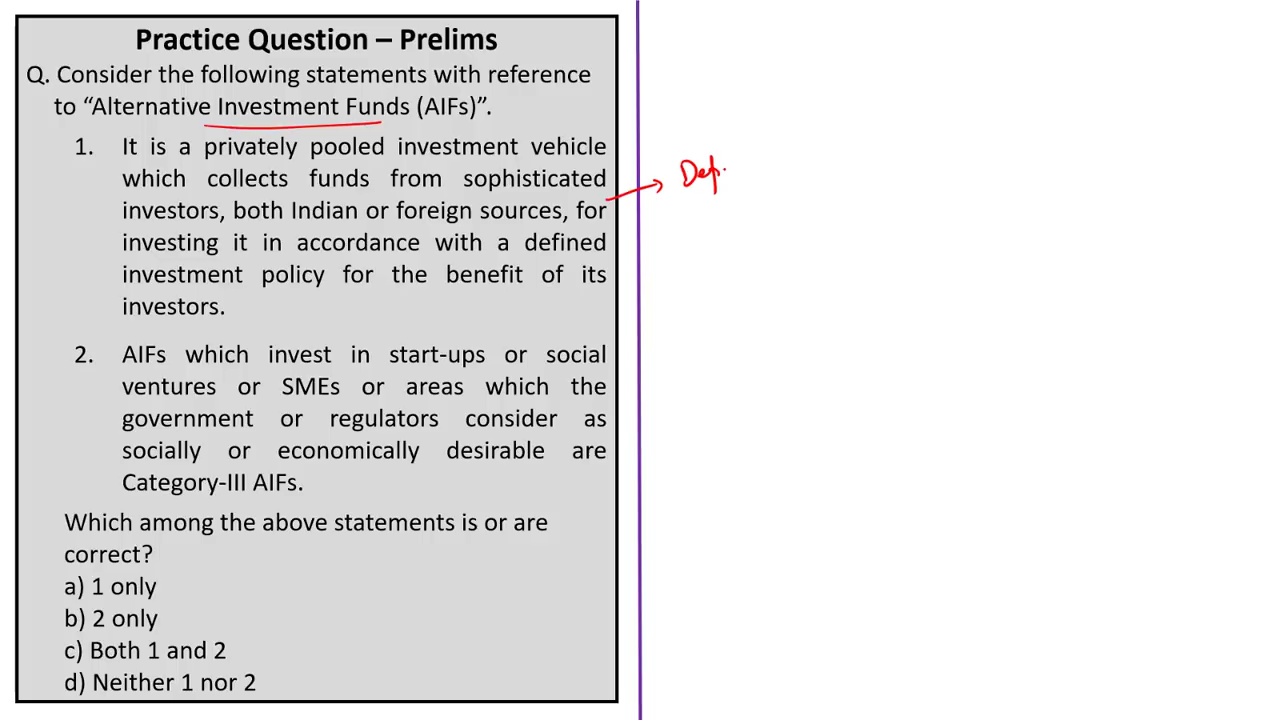 Practice Question – Prelims
Q. Consider the following statements with reference
to “Alternative Investment Funds (AIFs)”.
1. It is a privately pooled investment vehicle
which collects funds from sophisticated
investors, both Indian or foreign sources, for
investing it in accordance with a defined
investment policy for the benefit of its
investors.
2. AIFs which invest in start-ups or social
ventures or SMEs or areas which the
government or regulators consider as
socially or economically desirable are
Category-III AIFs.
Which among the above statements is or are
correct?
a) 1 only
b) 2 only
c) Both 1 and 2
d) Neither 1 nor 2
Def.